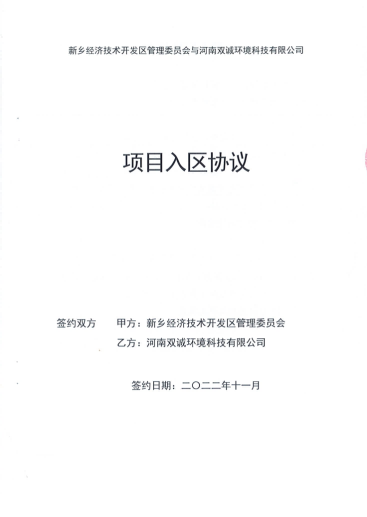 新乡经济技术开发区管理委员会与河南双诚环境科技有限公司
项目入区协议
签约双方 甲方：新乡经济技术开发区管理委员会
乙方：河南双诚环境科技有限公司
签约日期：二〇二二年十一月